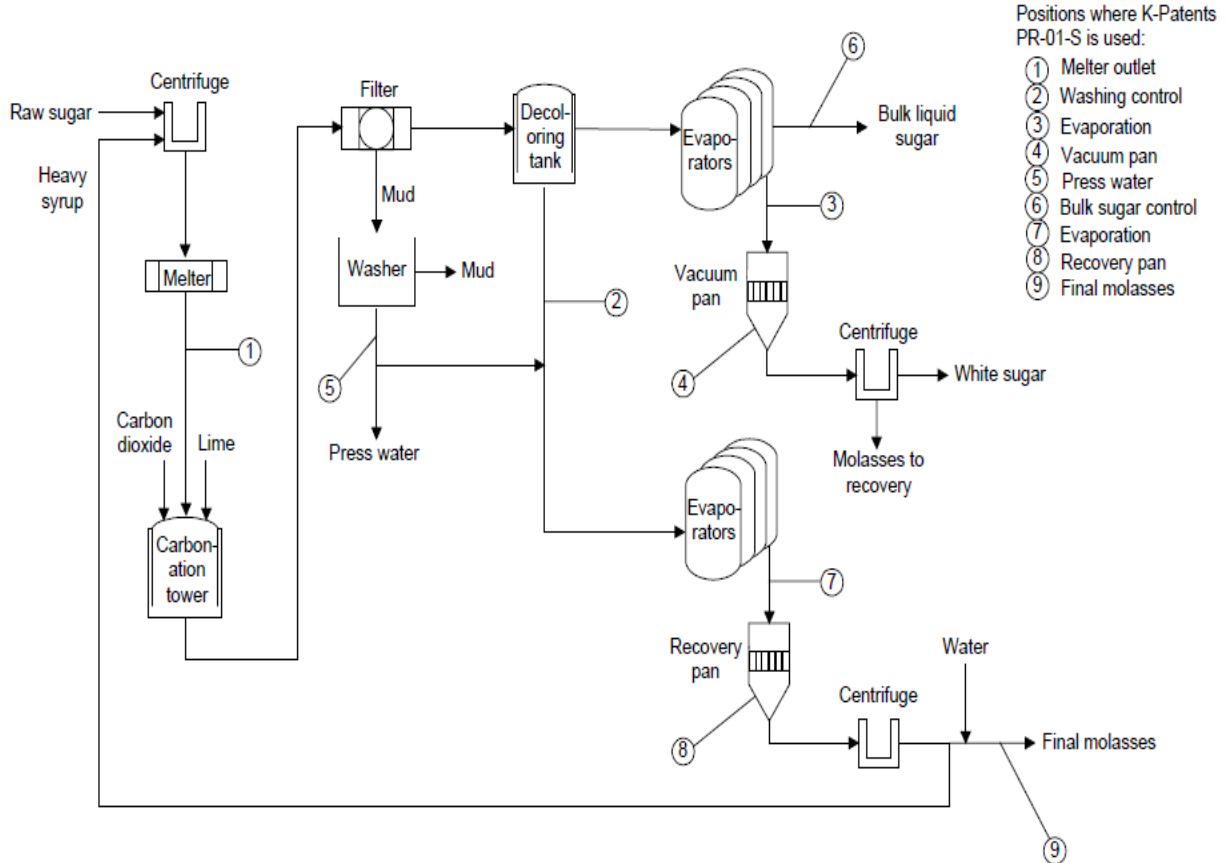 Positions where K-Patents
PR-01-S is used:
1 Melter outlet
2 Washing control
3 Evaporation
4 Vacuum pan
5 Press water
6 Bulk sugar control
7 Evaporation
8 Recovery pan
9 Final molasses
Centrifuge
Raw sugar
Heavy
syrup
Melter
1
Carbon
dioxide
Lime
Carbon-
ation
tower
Filter
Mud
Washer
Mud
5
Press water
Decol-
oring
tank
2
Evapo-
rators
6
Bulk liquid
sugar
3
Vacuum
pan
4
Centrifuge
White sugar
Molasses to
recovery
Evapo-
rators
7
Recovery
pan
8
Centrifuge
Water
Final molasses
9